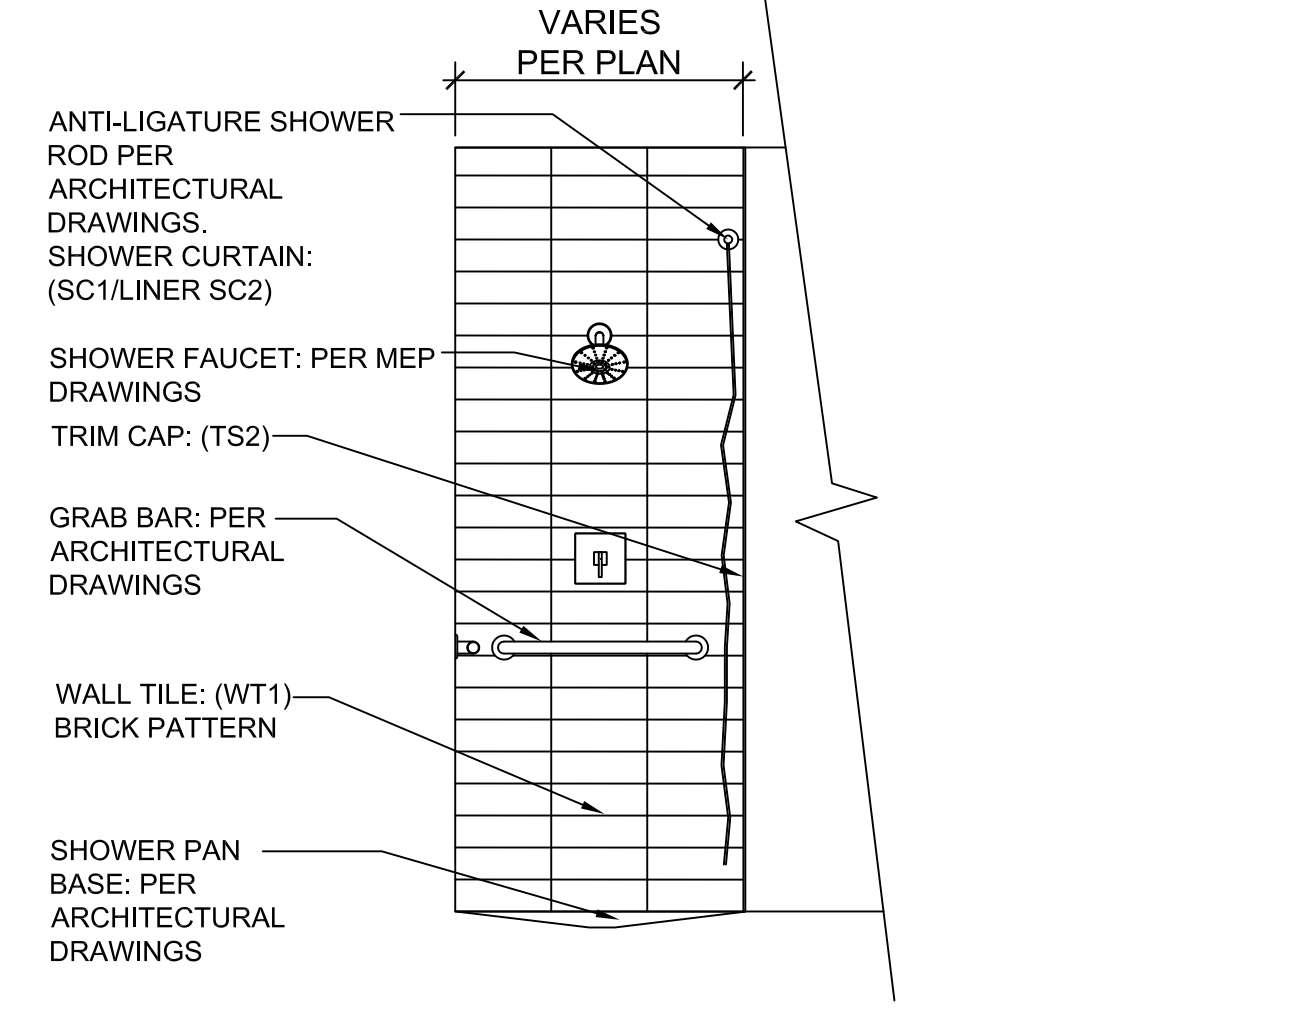 VARIES
PER PLAN
ANTI-LIGATURE SHOWER
ROD PER
ARCHITECTURAL
DRAWINGS.
SHOWER CURTAIN:
(SC1/LINER SC2)
SHOWER FAUCET: PER MEP
DRAWINGS
TRIM CAP: (TS2)
GRAB BAR: PER
ARCHITECTURAL
DRAWINGS
WALL TILE: (WT1)
BRICK PATTERN
SHOWER PAN
BASE: PER
ARCHITECTURAL
DRAWINGS